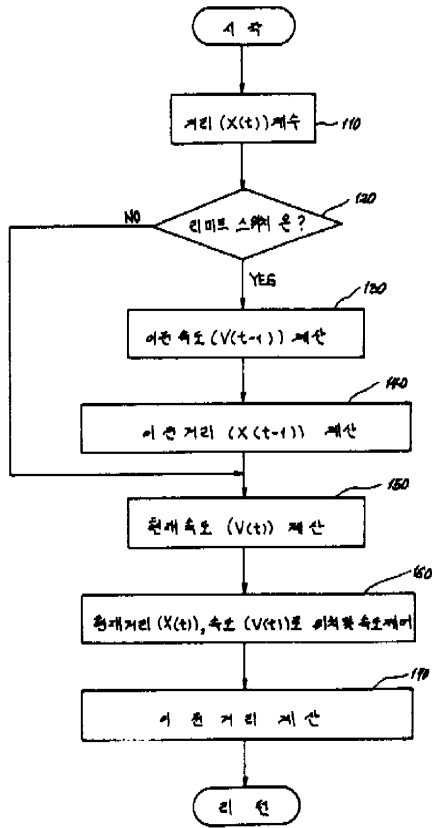 시 작
거리 (X(t)) 계수
110
리미트 스위치 온?
120
NO
YES
이전 속도 (V(t-1)) 계산
130
이전 거리 (X(t-1)) 계산
140
현재 속도 (V(t)) 계산
150
현재거리 (X(t)), 속도 (V(t))로 위치및 속도제어
160
이 전 거 리 계 산
170
리 턴